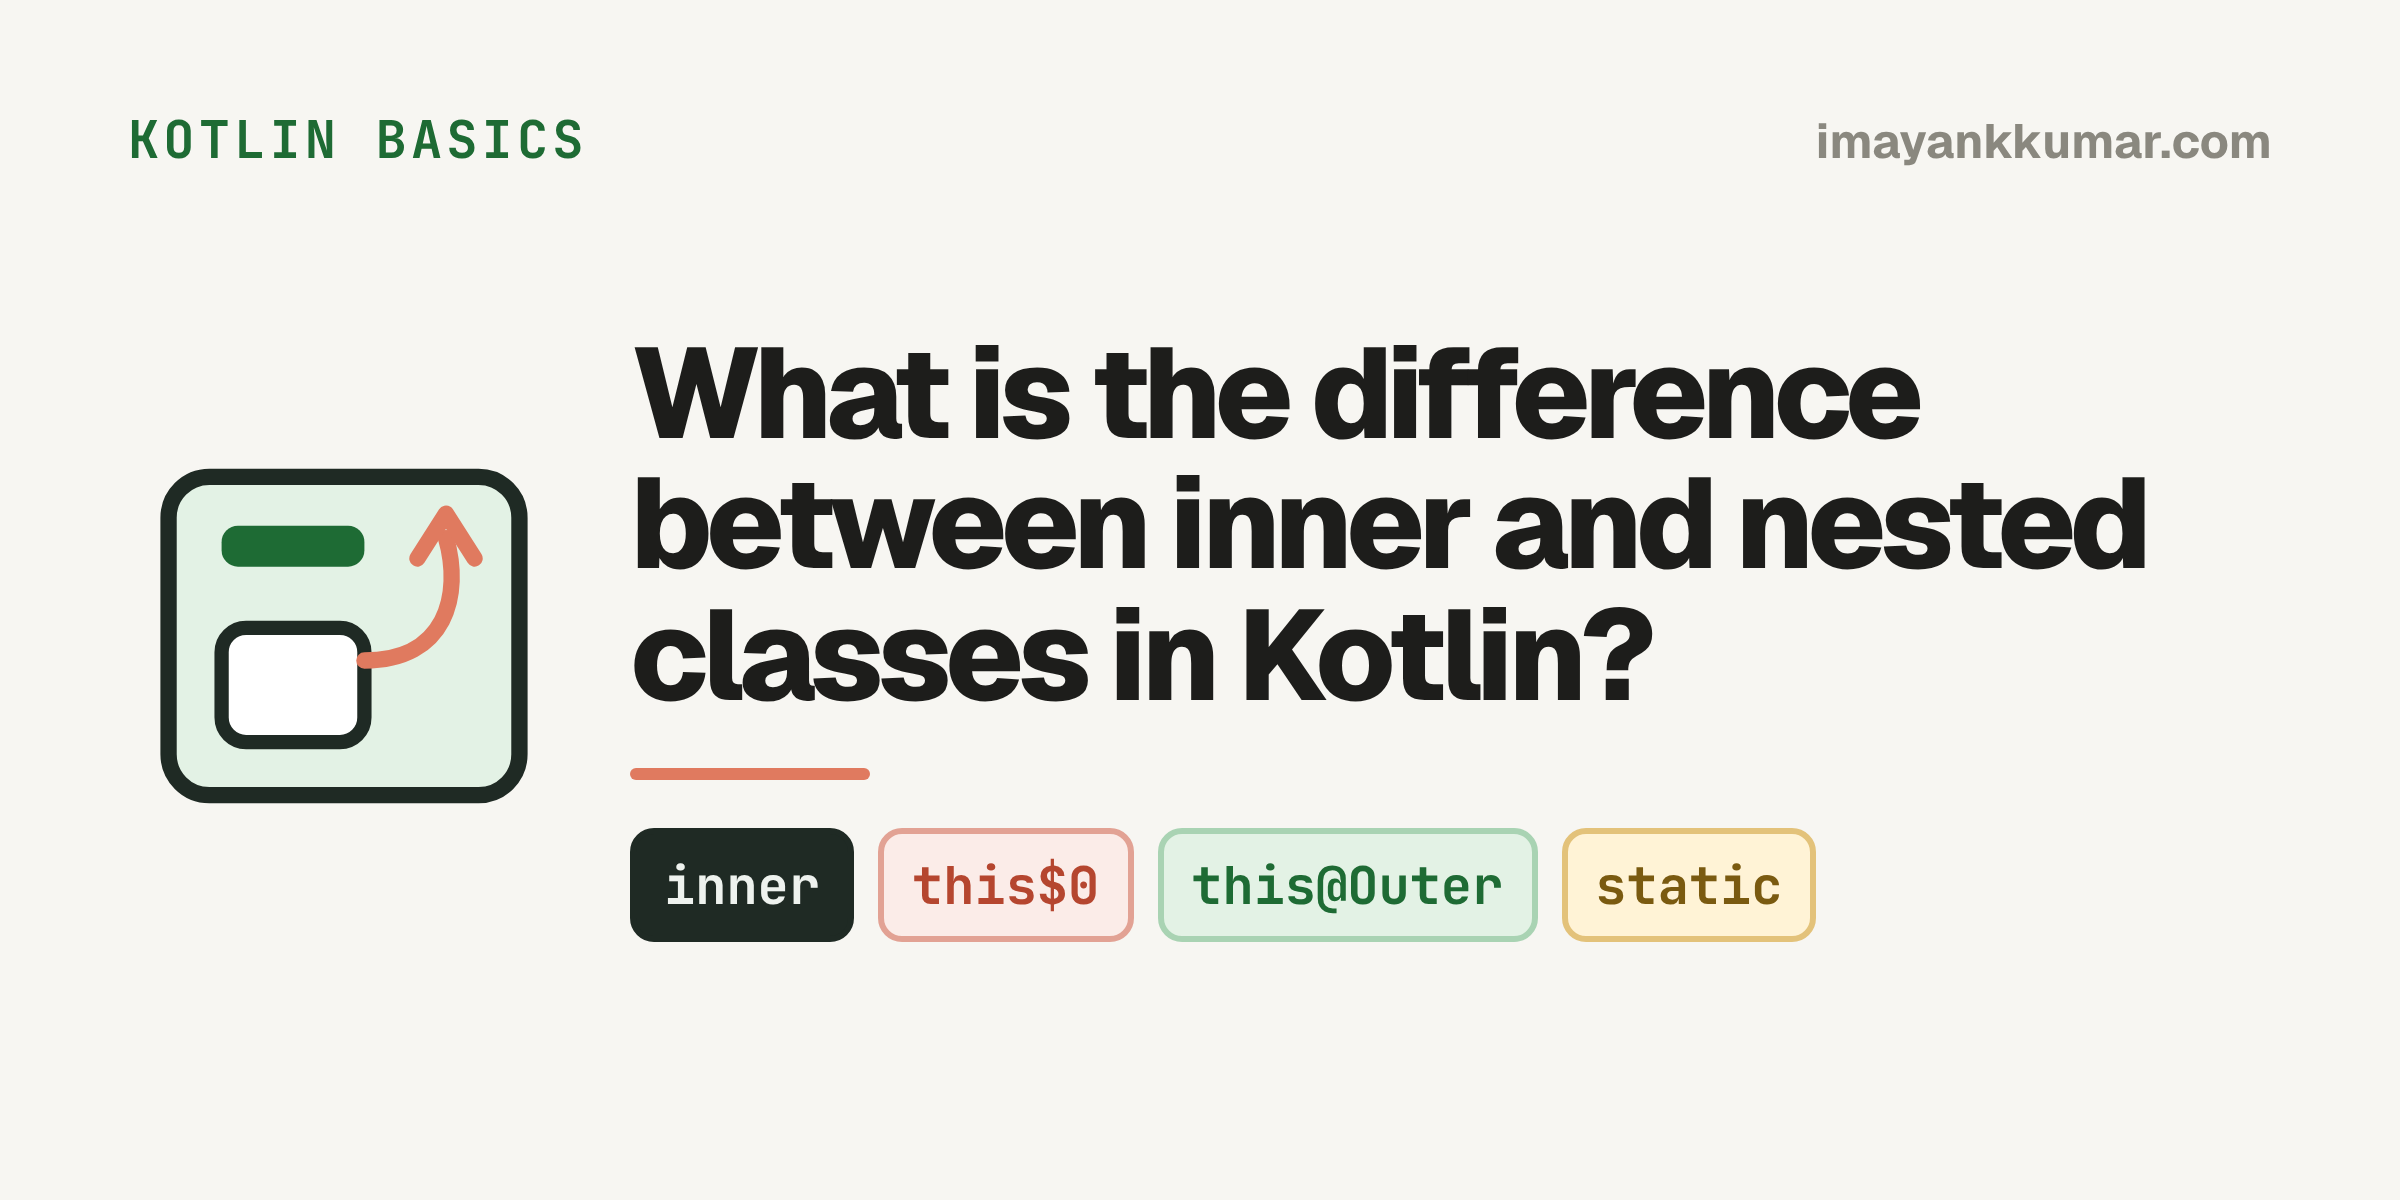 KOTLIN BASICS
imayankkumar.com
What is the difference
between inner and nested
classes in Kotlin?
inner
this$0
this@Outer
static